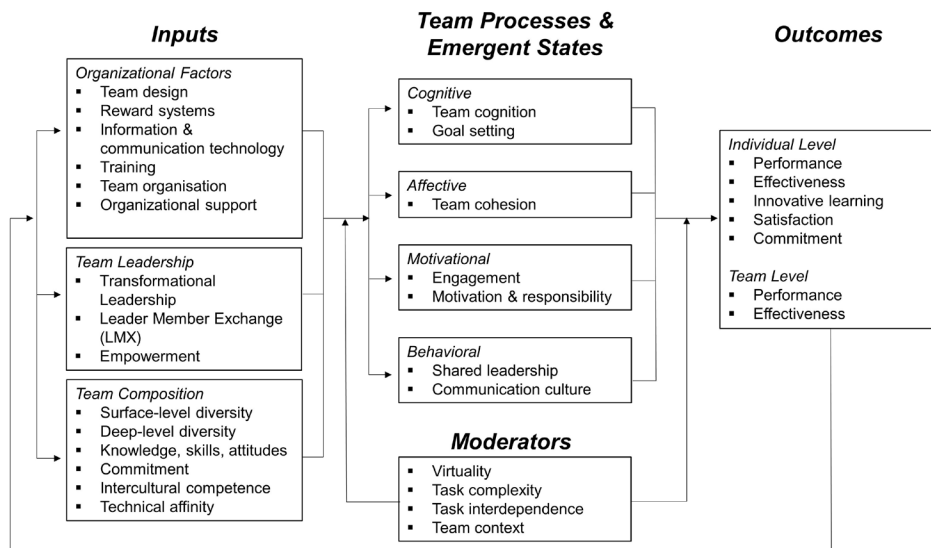 Inputs
Organizational Factors
▪ Team design
▪ Reward systems
▪ Information &
communication technology
▪ Training
▪ Team organisation
▪ Organizational support
Team Leadership
▪ Transformational
Leadership
▪ Leader Member Exchange
(LMX)
▪ Empowerment
Team Composition
▪ Surface-level diversity
▪ Deep-level diversity
▪ Knowledge, skills, attitudes
▪ Commitment
▪ Intercultural competence
▪ Technical affinity
Team Processes &
Emergent States
Cognitive
▪ Team cognition
▪ Goal setting
Affective
▪ Team cohesion
Motivational
▪ Engagement
▪ Motivation & responsibility
Behavioral
▪ Shared leadership
▪ Communication culture
Moderators
▪ Virtuality
▪ Task complexity
▪ Task interdependence
▪ Team context
Outcomes
Individual Level
▪ Performance
▪ Effectiveness
▪ Innovative learning
▪ Satisfaction
▪ Commitment
Team Level
▪ Performance
▪ Effectiveness